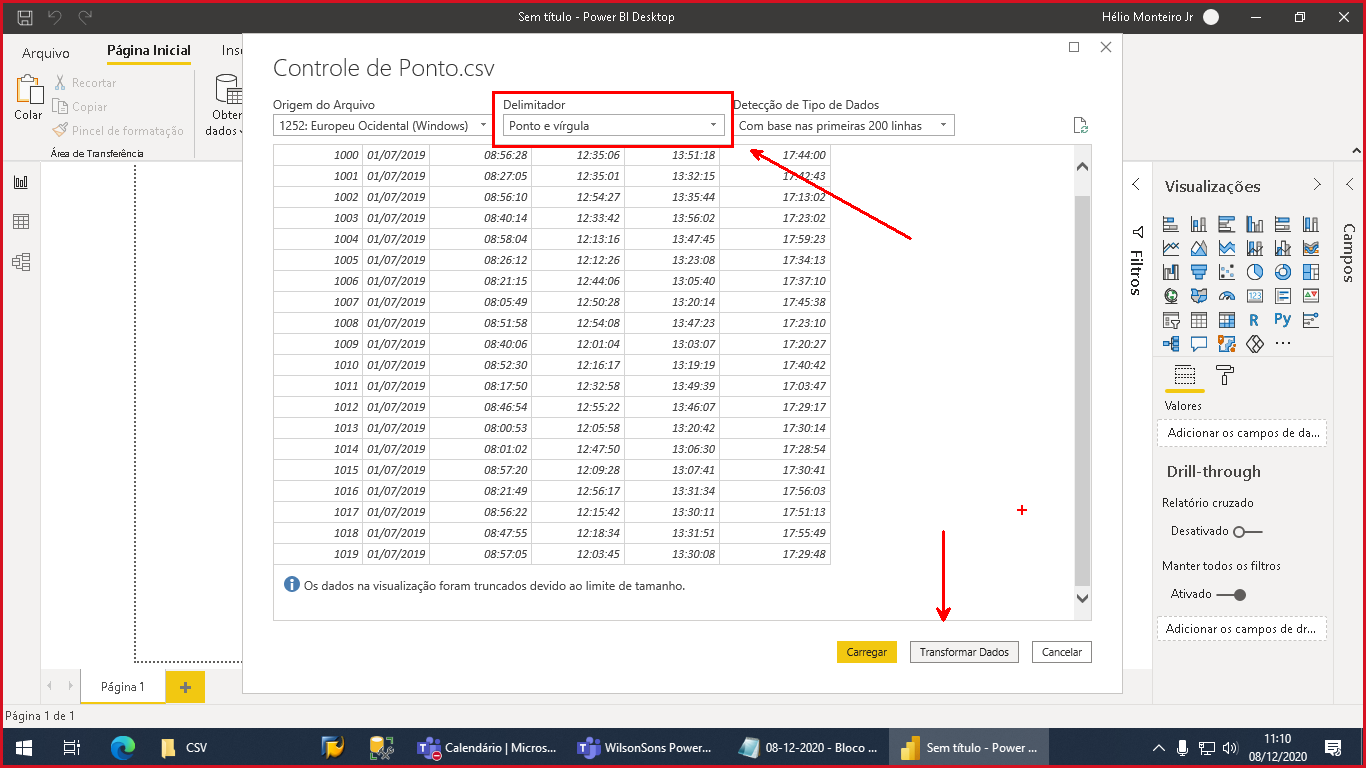 Sem título - Power BI Desktop
Hélio Monteiro Jr
Arquivo
Página Inicial
Ins
Colar
Recortar
Copiar
Pincel de formatação
Obter
dados
Área de Transferência
Controle de Ponto.csv
Origem do Arquivo
Delimitador
Detecção de Tipo de Dados
1252: Europeu Ocidental (Windows)
Ponto e vírgula
Com base nas primeiras 200 linhas
1000 01/07/2019 08:56:28 12:35:06 13:51:18 17:44:00
1001 01/07/2019 08:27:05 12:35:01 13:32:15 17:42:43
1002 01/07/2019 08:56:10 12:54:27 13:35:44 17:13:02
1003 01/07/2019 08:40:14 12:33:42 13:56:02 17:23:02
1004 01/07/2019 08:58:04 12:13:16 13:47:45 17:59:23
1005 01/07/2019 08:26:12 12:12:26 13:23:08 17:34:13
1006 01/07/2019 08:21:15 12:44:06 13:05:40 17:37:10
1007 01/07/2019 08:05:49 12:50:28 13:20:14 17:45:38
1008 01/07/2019 08:51:58 12:54:08 13:47:23 17:23:10
1009 01/07/2019 08:40:06 12:01:04 13:03:07 17:20:27
1010 01/07/2019 08:52:30 12:16:17 13:19:19 17:40:42
1011 01/07/2019 08:17:50 12:32:58 13:49:39 17:03:47
1012 01/07/2019 08:46:54 12:55:22 13:46:07 17:29:17
1013 01/07/2019 08:00:53 12:05:58 13:20:42 17:30:14
1014 01/07/2019 08:01:02 12:47:50 13:06:30 17:28:54
1015 01/07/2019 08:57:20 12:09:28 13:07:41 17:30:41
1016 01/07/2019 08:21:49 12:56:17 13:31:34 17:56:03
1017 01/07/2019 08:56:22 12:15:42 13:30:11 17:51:13
1018 01/07/2019 08:47:55 12:18:34 13:31:51 17:55:49
1019 01/07/2019 08:57:05 12:03:45 13:30:08 17:29:48
Os dados na visualização foram truncados devido ao limite de tamanho.
Carregar
Transformar Dados
Cancelar
Filtros
Visualizações
123
R
Py
...
Valores
Adicionar os campos de da...
Drill-through
Relatório cruzado
Desativado
Manter todos os filtros
Ativado
Adicionar os campos de dr...
Campos
Página 1
+
Página 1 de 1
CSV
Calendário | Micros...
WilsonSons Power...
08-12-2020 - Bloco ...
Sem título - Power ...
11:10
08/12/2020